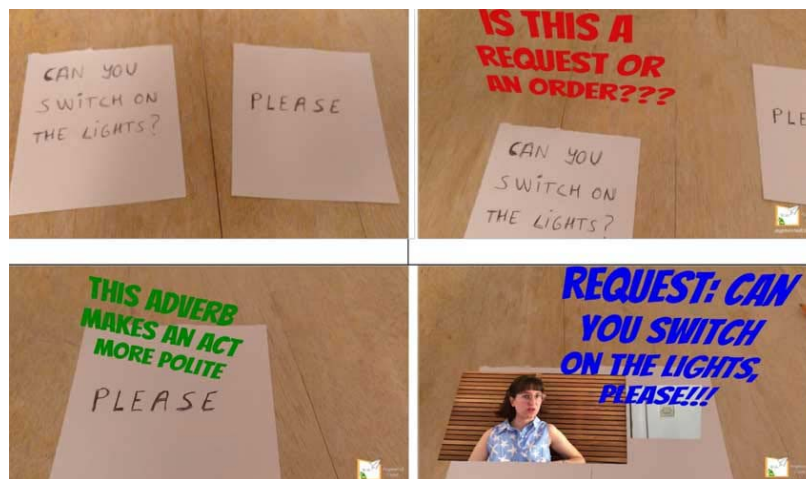 CAN YOU
SWITCH ON
THE LIGHTS?
PLEASE
IS THIS A
REQUEST OR
AN ORDER???
CAN YOU
SWITCH ON
THE LIGHTS?
PLE
THIS ADVERB
MAKES AN ACT
MORE POLITE
PLEASE
REQUEST: CAN
YOU SWITCH
ON THE LIGHTS,
PLEASE!!!